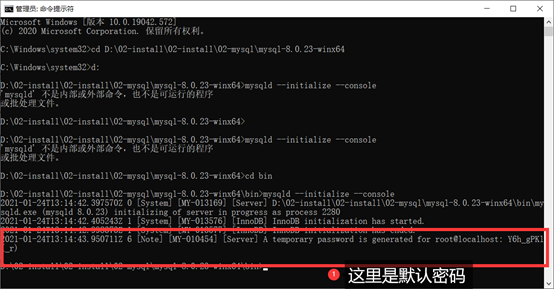 管理员: 命令提示符
Microsoft Windows [版本 10.0.19042.572]
(c) 2020 Microsoft Corporation. 保留所有权利。
C:\Windows\system32>cd D:\02-install\02-install\02-mysql\mysql-8.0.23-winx64
C:\Windows\system32>d:
D:\02-install\02-install\02-mysql\mysql-8.0.23-winx64>mysqld --initialize --console
'mysqld' 不是内部或外部命令，也不是可运行的程序
或批处理文件。
D:\02-install\02-install\02-mysql\mysql-8.0.23-winx64>
D:\02-install\02-install\02-mysql\mysql-8.0.23-winx64>mysqld --initialize --console
'mysqld' 不是内部或外部命令，也不是可运行的程序
或批处理文件。
D:\02-install\02-install\02-mysql\mysql-8.0.23-winx64>cd bin
D:\02-install\02-install\02-mysql\mysql-8.0.23-winx64\bin>mysqld --initialize --console
2021-01-24T13:14:42.397570Z 0 [System] [MY-013169] [Server] D:\02-install\02-install\02-mysql\mysql-8.0.23-winx64\bin\my
sqld.exe (mysqld 8.0.23) initializing of server in progress as process 2280
2021-01-24T13:14:42.405243Z 1 [System] [MY-013576] [InnoDB] InnoDB initialization has started.
[System] [MY-013577] [InnoDB] InnoDB initialization has ended.
2021-01-24T13:14:43.950711Z 6 [Note] [MY-010454] [Server] A temporary password is generated for root@localhost: Y6h_gPK1
_r)
D:\02-install\02-install\02-mysql\mysql-8.0.23-winx64\bin>
1 这里是默认密码